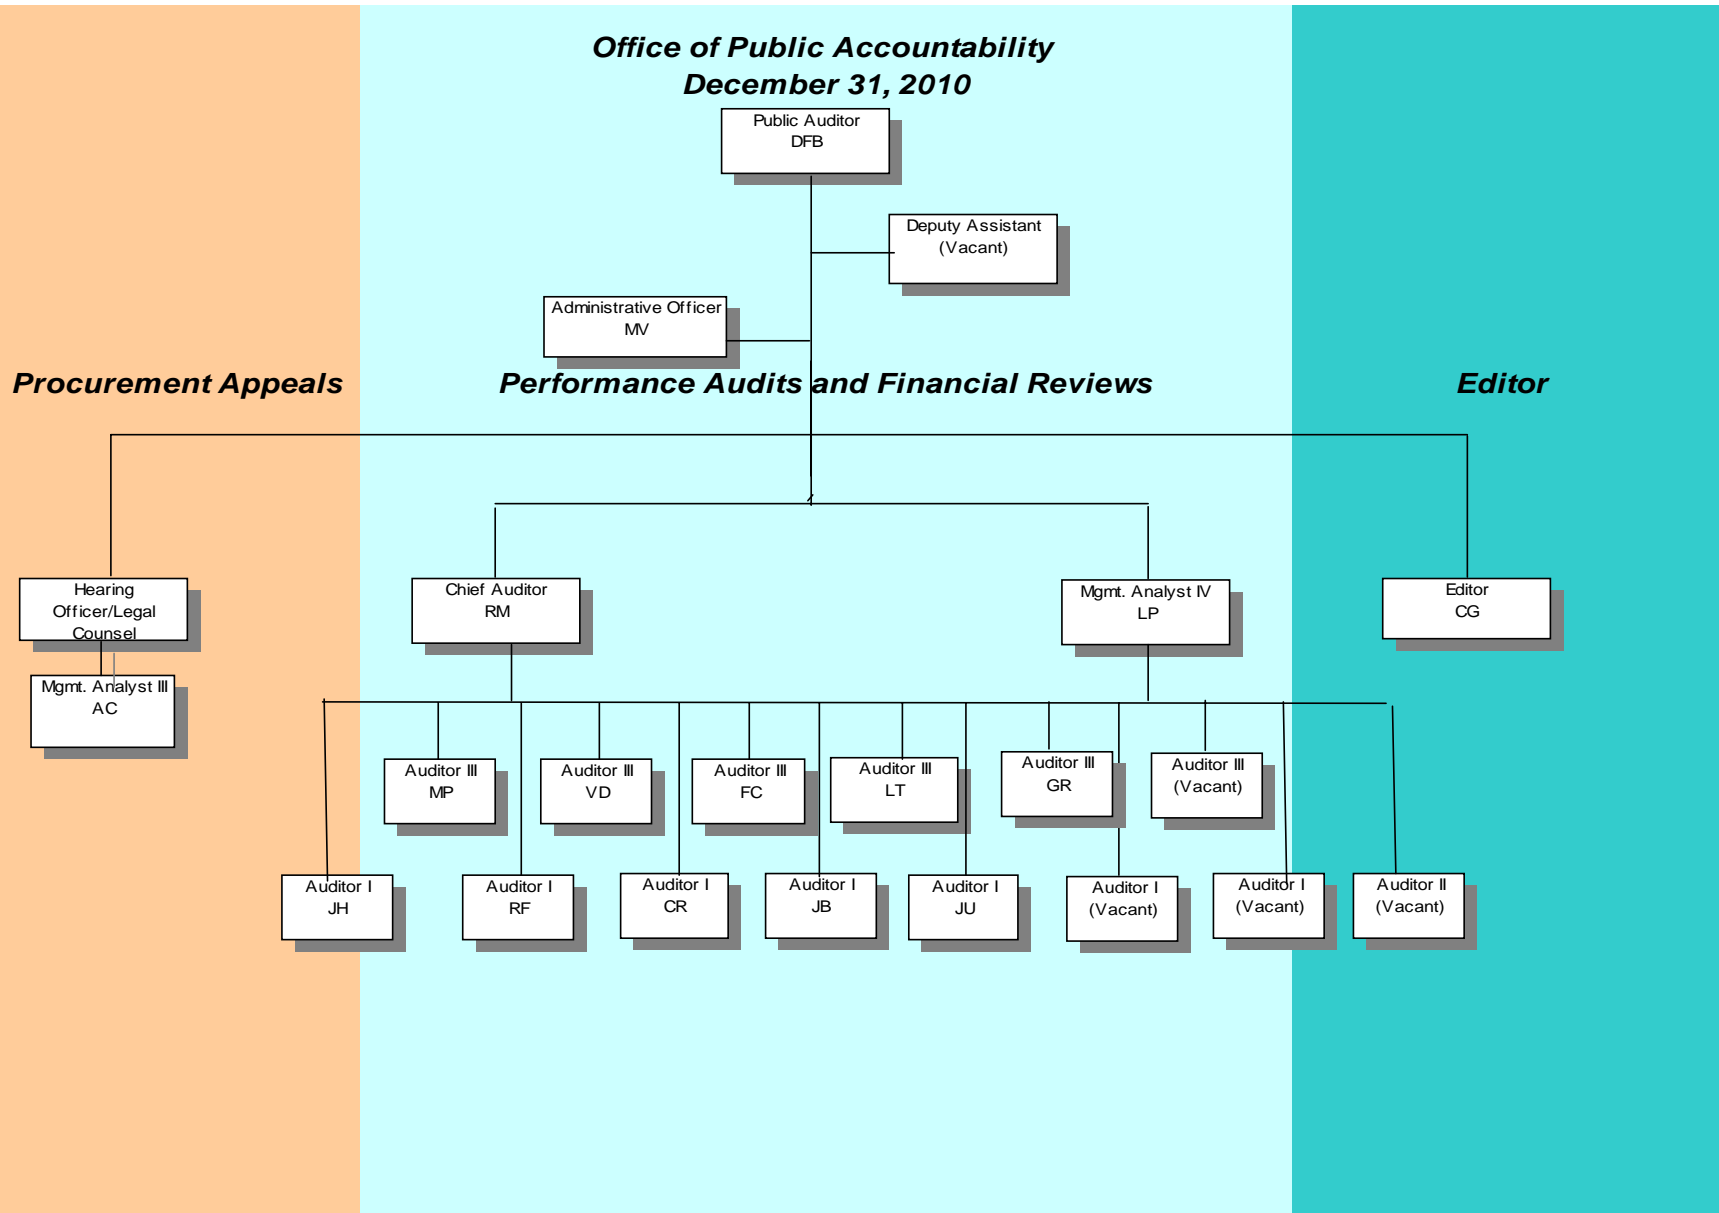 Office of Public Accountability
December 31, 2010
Public Auditor
DFB
Deputy Assistant
(Vacant)
Administrative Officer
MV
Procurement Appeals
Performance Audits and Financial Reviews
Editor
Hearing
Officer/Legal
Counsel
Mgmt. Analyst III
AC
Chief Auditor
RM
Mgmt. Analyst IV
LP
Editor
CG
Auditor III
MP
Auditor III
VD
Auditor III
FC
Auditor III
LT
Auditor III
GR
Auditor III
(Vacant)
Auditor I
JH
Auditor I
RF
Auditor I
CR
Auditor I
JB
Auditor I
JU
Auditor I
(Vacant)
Auditor I
(Vacant)
Auditor II
(Vacant)